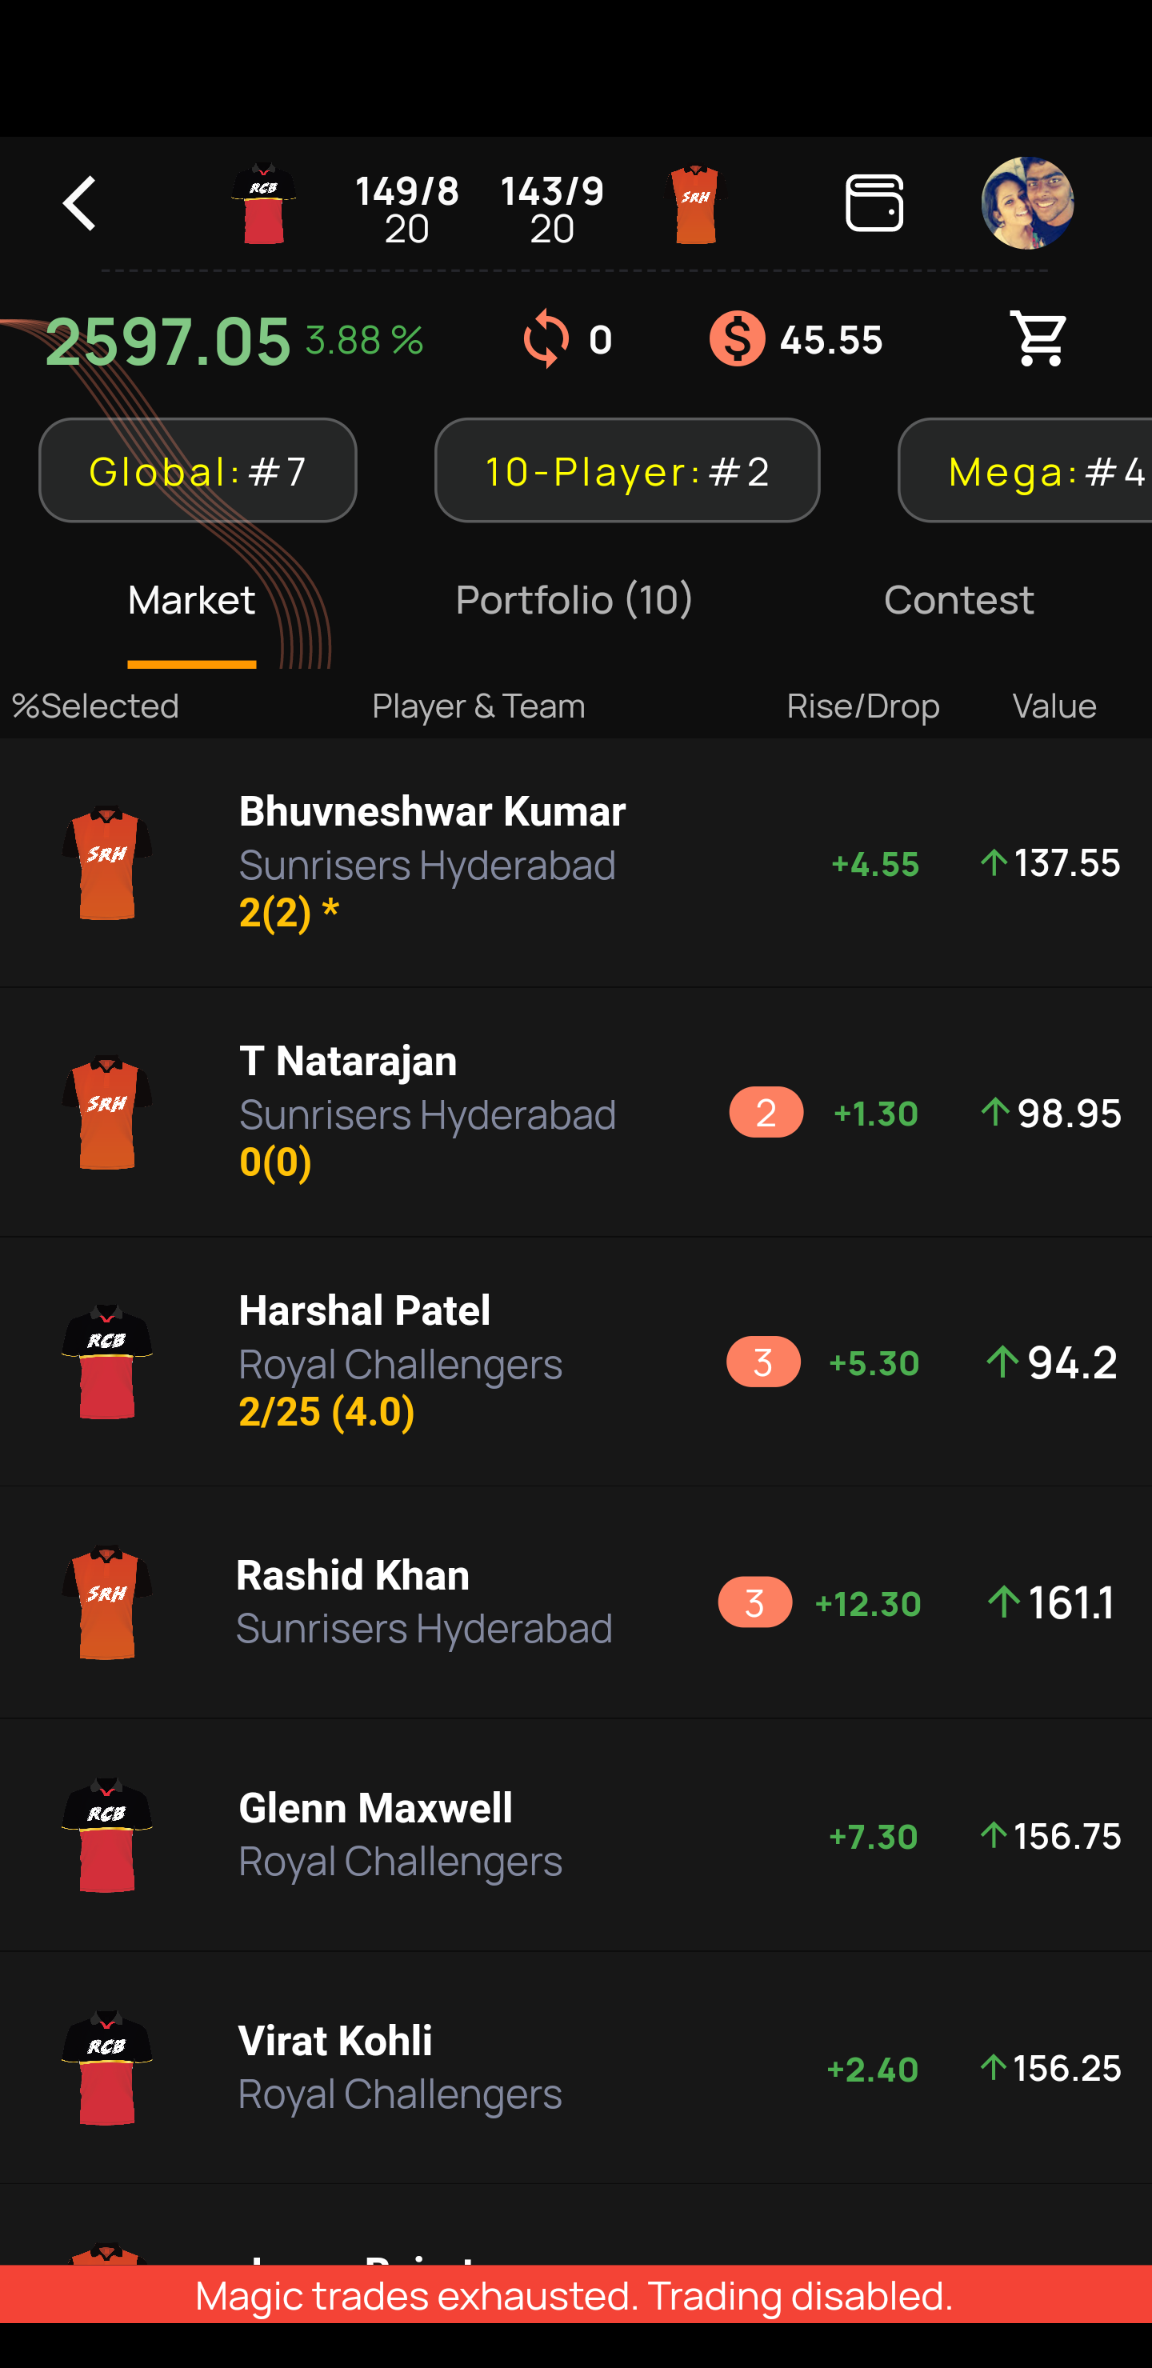 RCB 149/8 143/9 SRH
20 20
2597.05 3.88 % 0 $ 45.55
Global:#7 10-Player:#2 Mega:#4
Market Portfolio (10) Contest
%Selected Player & Team Rise/Drop Value
Bhuvneshwar Kumar
SRH Sunrisers Hyderabad +4.55 ↑137.55
2(2) *
T Natarajan
SRH Sunrisers Hyderabad 2 +1.30 ↑98.95
0(0)
Harshal Patel
RCB Royal Challengers 3 +5.30 ↑94.2
2/25 (4.0)
Rashid Khan
SRH Sunrisers Hyderabad 3 +12.30 ↑161.1
Glenn Maxwell
RCB Royal Challengers +7.30 ↑156.75
Virat Kohli
RCB Royal Challengers +2.40 ↑156.25
Magic trades exhausted. Trading disabled.